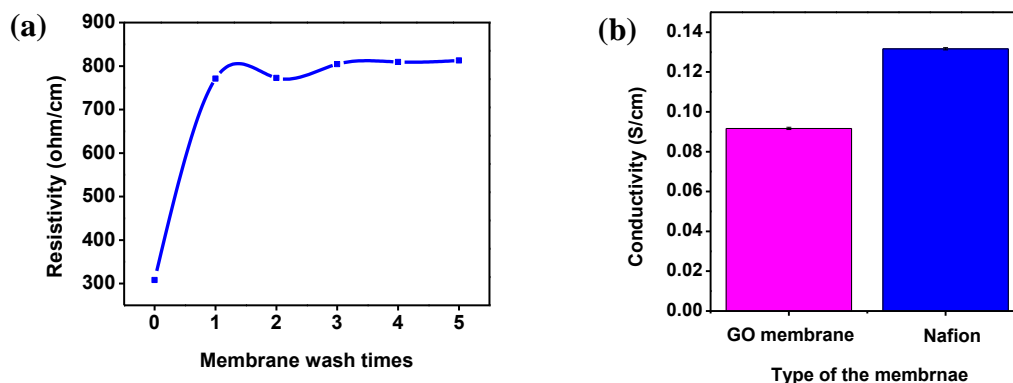 (a)
900
800
700
600
500
400
300
Resistivity (ohm/cm)
0 1 2 3 4 5
Membrane wash times
(b)
0.14
0.12
0.10
0.08
0.06
0.04
0.02
0.00
Conductivity (S/cm)
GO membrane Nafion
Type of the membrnae